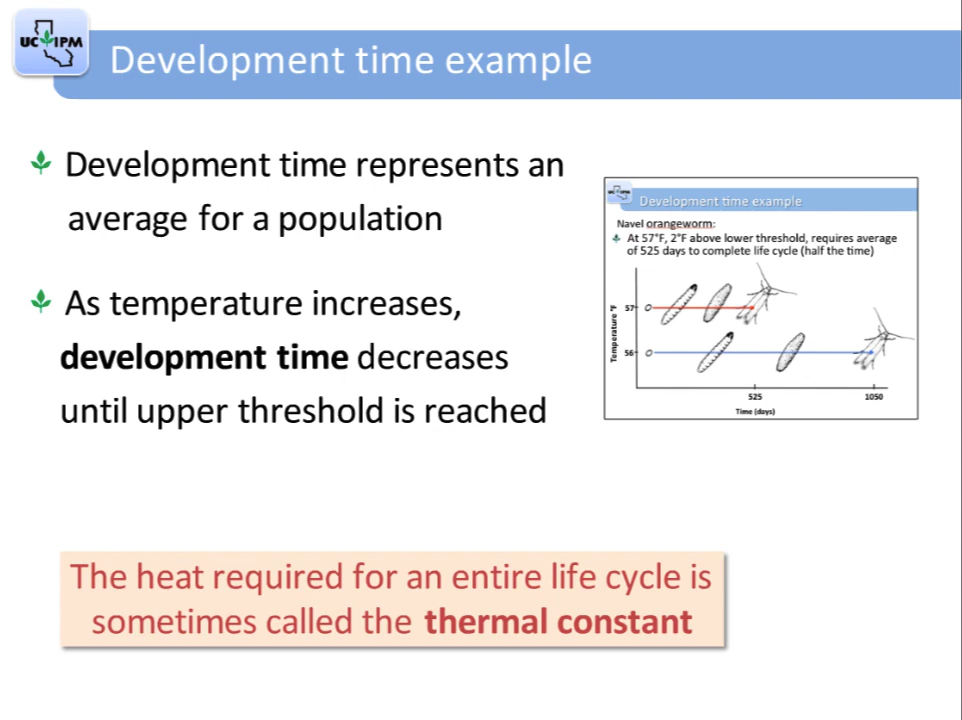 UC IPM
Development time example
Development time represents an
average for a population
As temperature increases,
development time decreases
until upper threshold is reached
UC IPM
Development time example
Navel orangeworm:
At 57°F, 2°F above lower threshold, requires average
of 525 days to complete life cycle (half the time)
Temperature °F
57
56
525
1050
Time (days)
The heat required for an entire life cycle is
sometimes called the thermal constant